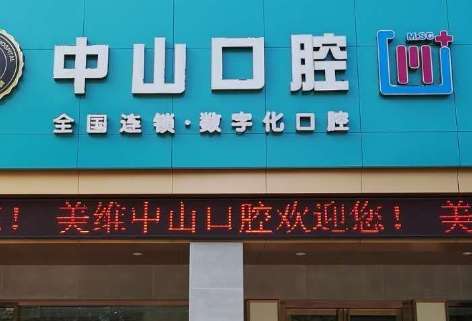 中山口腔
M.SC
全国连锁·数字化口腔
！ 美维中山口腔欢迎您！ 美